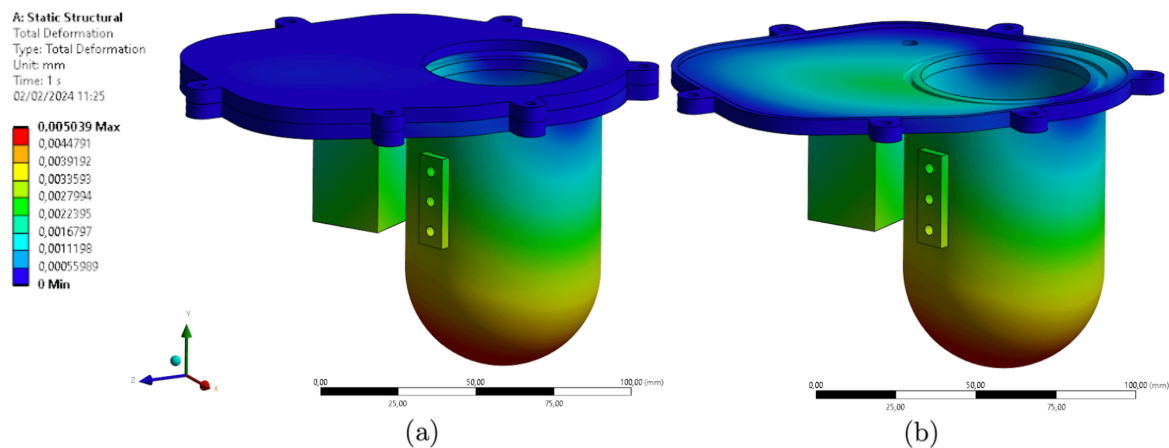 A: Static Structural
Total Deformation
Type: Total Deformation
Unit: mm
Time: 1 s
02/02/2024 11:25
0,005039 Max
0,0044791
0,0039192
0,0033593
0,0027994
0,0022395
0,0016797
0,0011198
0,00055989
0 Min
Y
Z
X
0,00 50,00 100,00 (mm)
25,00 75,00
(a)
0,00 50,00 100,00 (mm)
25,00 75,00
(b)